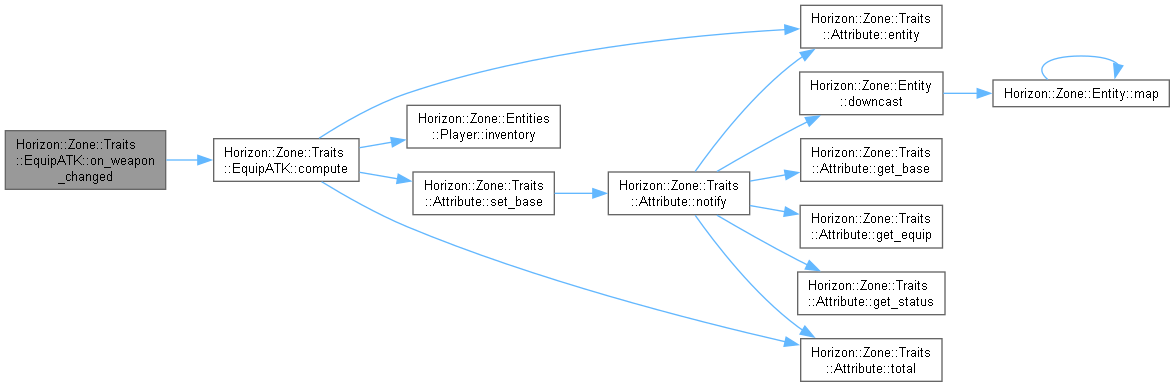 Horizon::Zone::Traits
::EquipATK::on_weapon
_changed
Horizon::Zone::Traits
::EquipATK::compute
Horizon::Zone::Entities
::Player::inventory
Horizon::Zone::Traits
::Attribute::set_base
Horizon::Zone::Traits
::Attribute::notify
Horizon::Zone::Traits
::Attribute::entity
Horizon::Zone::Entity
::downcast
Horizon::Zone::Traits
::Attribute::get_base
Horizon::Zone::Traits
::Attribute::get_equip
Horizon::Zone::Traits
::Attribute::get_status
Horizon::Zone::Traits
::Attribute::total
Horizon::Zone::Entity::map